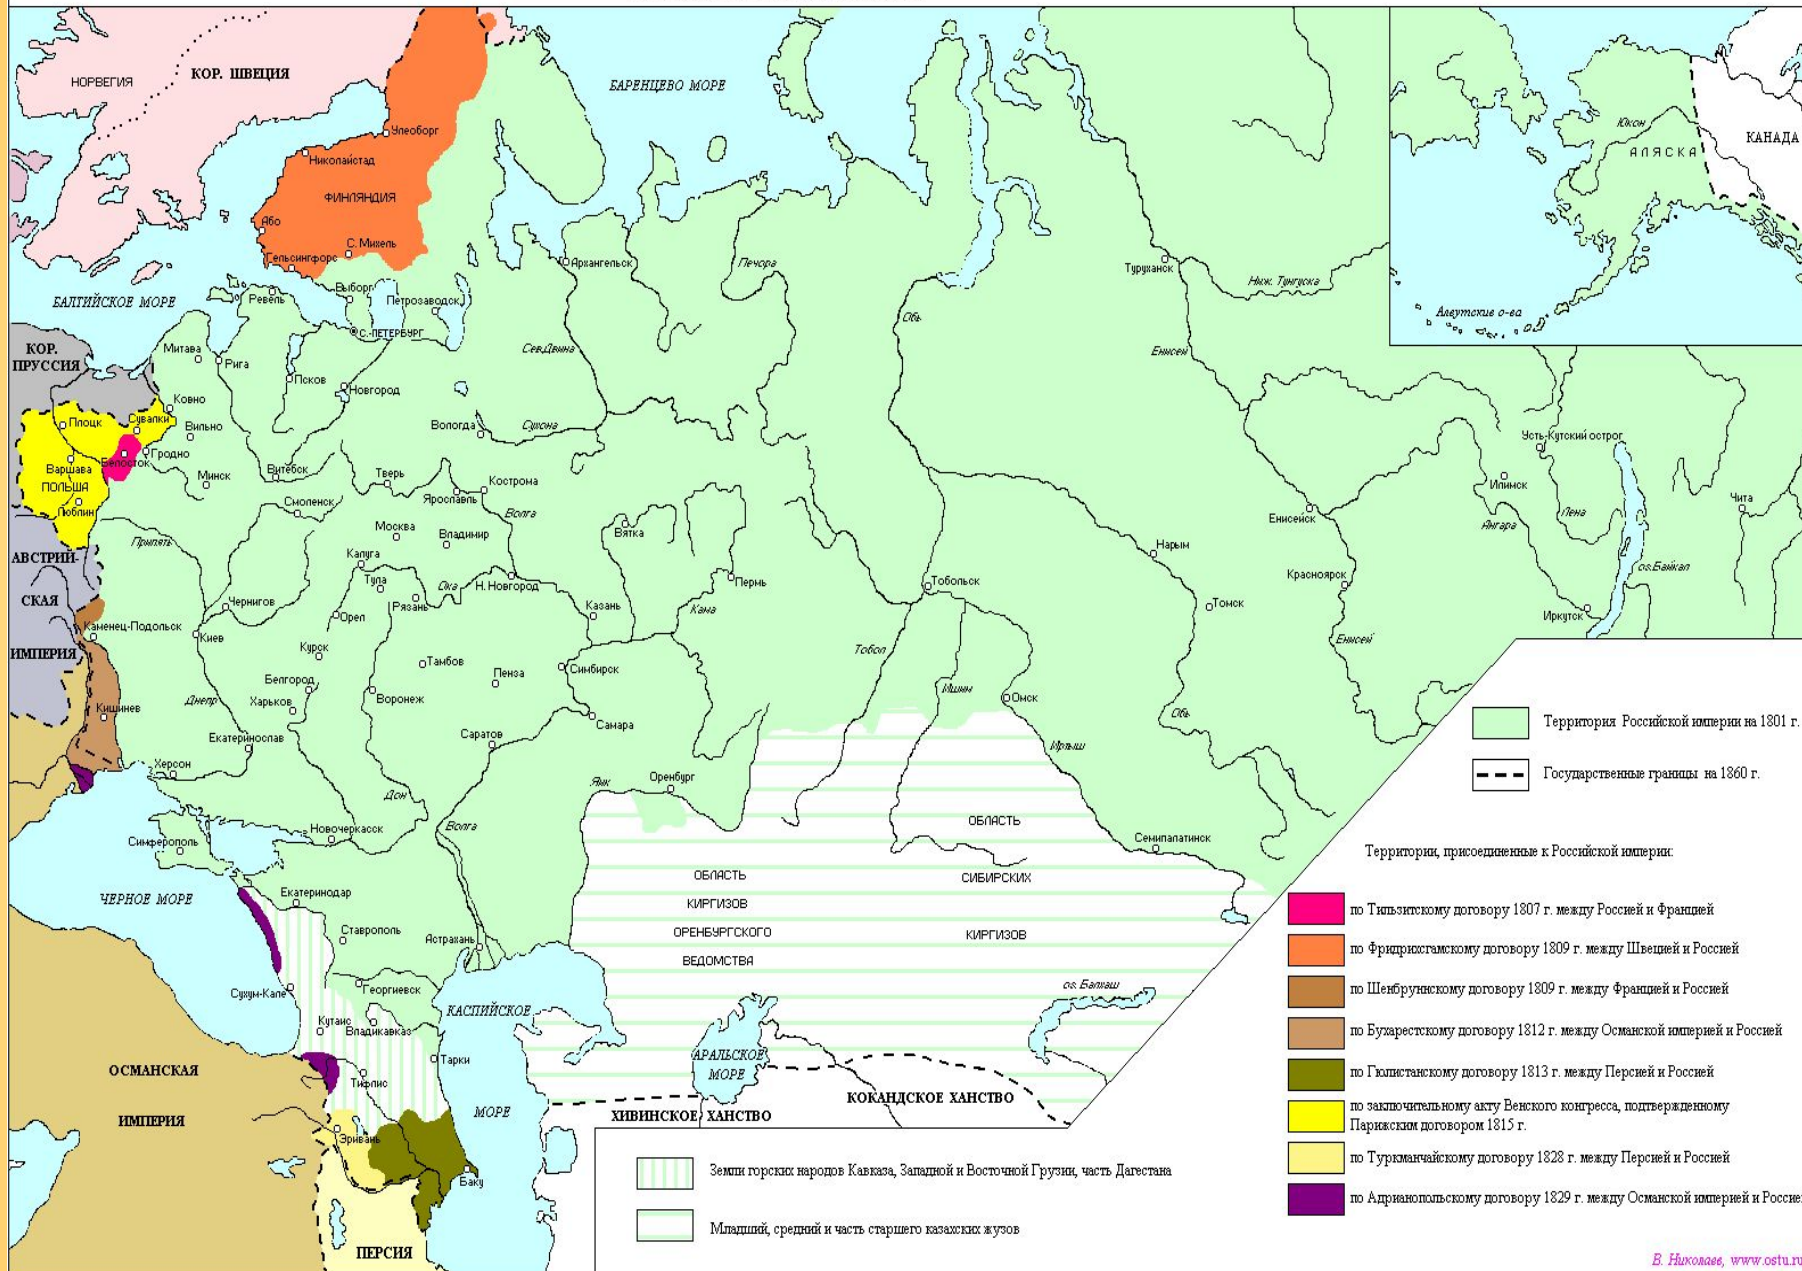 НОРВЕГИЯ
КОР. ШВЕЦИЯ
БАРЕНЦЕВО МОРЕ
Улеоборг
Николайстад
ФИНЛЯНДИЯ
Або
С. Михель
Гельсингфорс
Выборг
Ревель
Петрозаводск
С.-ПЕТЕРБУРГ
БАЛТИЙСКОЕ МОРЕ
Архангельск
Печора
Туруханск
Ниж. Тунгуска
Юкон
АЛЯСКА
КАНАДА
Алеутские о-ва
КОР.
ПРУССИЯ
Митава
Рига
Псков
Новгород
Сев.Двина
Обь
Енисей
Ковно
Плоцк
Сувалки
Вильно
Вологда
Сухона
Гродно
Белосток
Варшава
ПОЛЬША
Люблин
Минск
Витебск
Тверь
Кострома
Ярославль
Смоленск
Волга
Москва
Владимир
Вятка
Усть-Кутский острог
Илимск
Чита
Енисейск
Ангара
Лена
Припять
АВСТРИЙ-
СКАЯ
ИМПЕРИЯ
Калуга
Тула
Ока
Н. Новгород
Рязань
Пермь
Тобольск
Нарым
Красноярск
оз.Байкал
Чернигов
Орел
Казань
Кама
Томск
Иркутск
Каменец-Подольск
Киев
Курск
Тамбов
Симбирск
Тобол
Енисей
Пенза
Белгород
Ишим
Омск
Днепр
Харьков
Воронеж
Кишинев
Самара
Обь
Екатеринослав
Саратов
Иртыш
Херсон
Яик
Оренбург
Дон
Волга
Новочеркасск
Симферополь
ОБЛАСТЬ
Семипалатинск
ОБЛАСТЬ
СИБИРСКИХ
КИРГИЗОВ
ОРЕНБУРГСКОГО
КИРГИЗОВ
ВЕДОМСТВА
ЧЕРНОЕ МОРЕ
Екатеринодар
Ставрополь
Астрахань
Георгиевск
Сухум-Кале
КАСПИЙСКОЕ
оз. Балхаш
Кутаис
Владикавказ
Тарки
АРАЛЬСКОЕ
МОРЕ
ОСМАНСКАЯ
Тифлис
МОРЕ
КОКАНДСКОЕ ХАНСТВО
ХИВИНСКОЕ ХАНСТВО
ИМПЕРИЯ
Эривань
Баку
ПЕРСИЯ
Территория Российской империи на 1801 г.
Государственные границы на 1860 г.
Территории, присоединенные к Российской империи:
по Тильзитскому договору 1807 г. между Россией и Францией
по Фридрихсгамскому договору 1809 г. между Швецией и Россией
по Шенбруннскому договору 1809 г. между Францией и Россией
по Бухарестскому договору 1812 г. между Османской империей и Россией
по Гюлистанскому договору 1813 г. между Персией и Россией
по заключительному акту Венского конгресса, подтвержденному
Парижским договором 1815 г.
по Туркманчайскому договору 1828 г. между Персией и Россией
по Адрианопольскому договору 1829 г. между Османской империей и Россие
Земли горских народов Кавказа, Западной и Восточной Грузии, часть Дагестана
Младший, средний и часть старшего казахских жузов
В. Николаев, www.ostu.ru